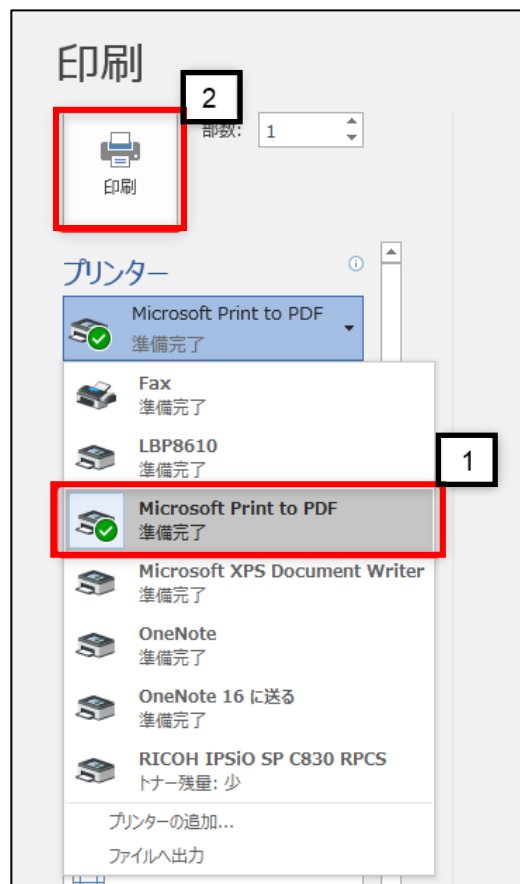 印刷
2
部数: 1
印刷
プリンター
Microsoft Print to PDF
準備完了
Fax
準備完了
LBP8610
準備完了
1
Microsoft Print to PDF
準備完了
Microsoft XPS Document Writer
準備完了
OneNote
準備完了
OneNote 16 に送る
準備完了
RICOH IPSiO SP C830 RPCS
トナー残量: 少
プリンターの追加...
ファイルへ出力